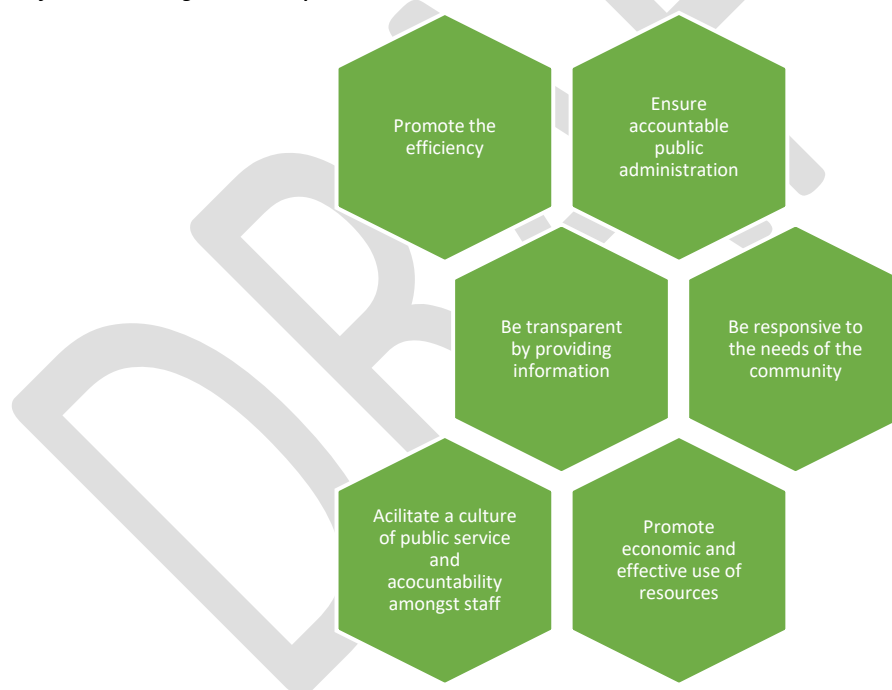 Promote the
efficiency
Ensure
accountable
public
administration
Be transparent
by providing
information
Be responsive to
the needs of the
community
Acilitate a culture
of public service
and
acocuntability
amongst staff
Promote
economic and
effective use of
resources